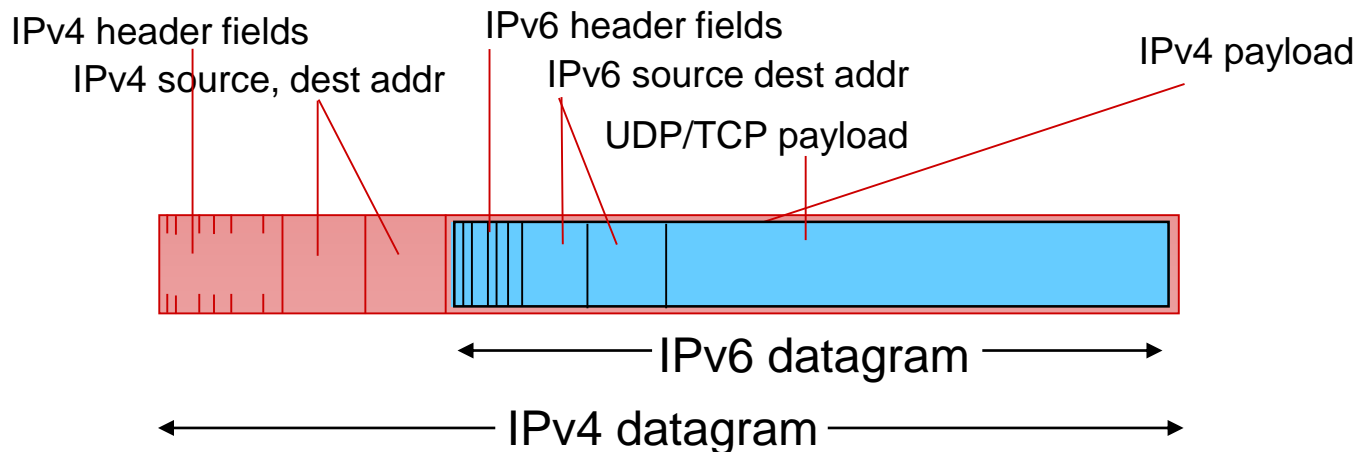 IPv4 header fields
IPv6 header fields
IPv4 payload
IPv4 source, dest addr
IPv6 source dest addr
UDP/TCP payload
IPv6 datagram
IPv4 datagram